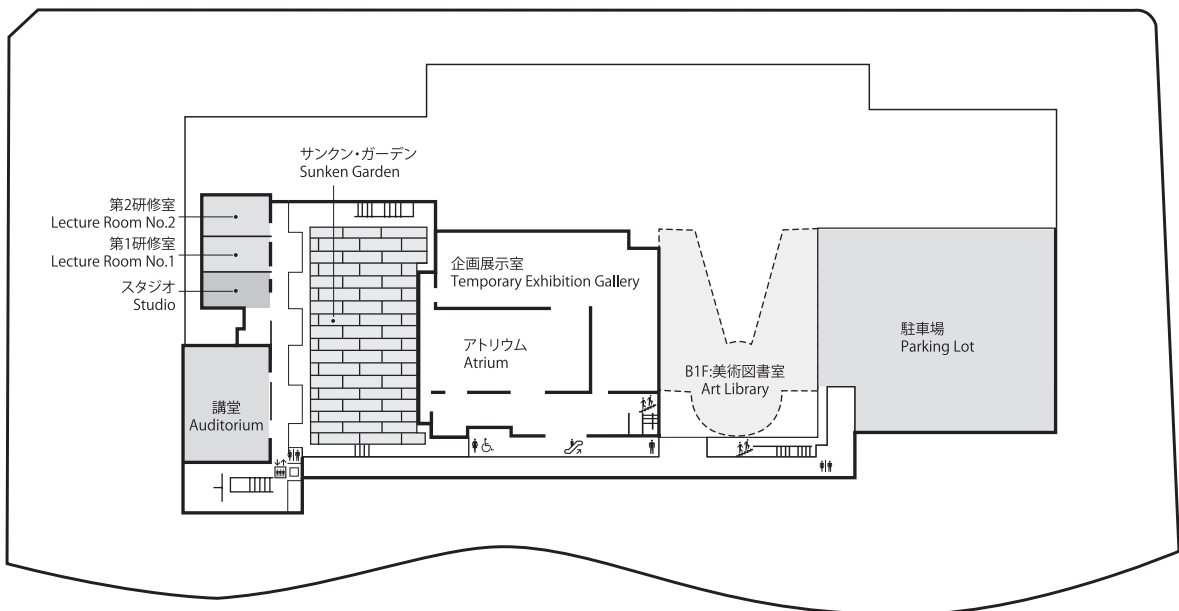 サンクン・ガーデン
Sunken Garden
第2研修室
Lecture Room No.2
第1研修室
Lecture Room No.1
スタジオ
Studio
企画展示室
Temporary Exhibition Gallery
アトリウム
Atrium
駐車場
Parking Lot
B1F:美術図書室
Art Library
講堂
Auditorium